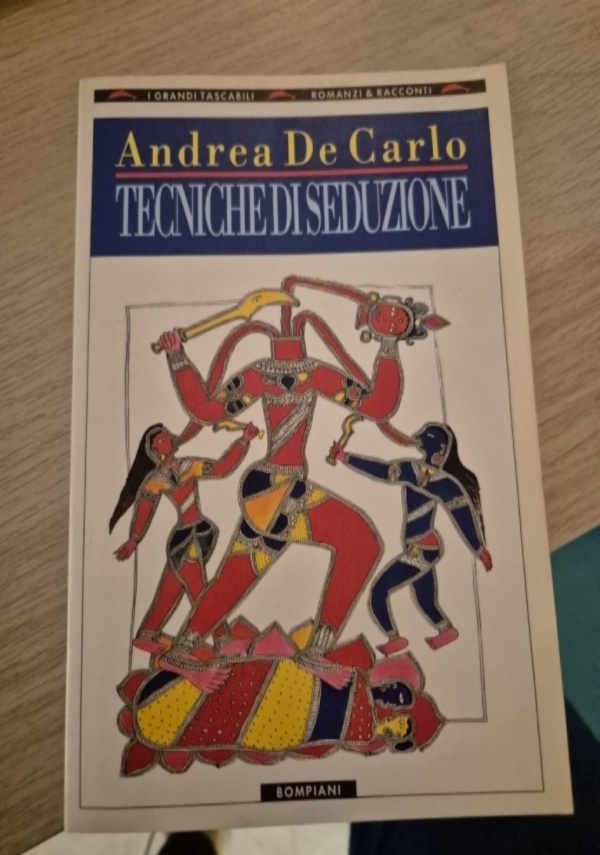 I GRANDI TASCABILI ROMANZI & RACCONTI
Andrea De Carlo
TECNICHE DI SEDUZIONE
BOMPIANI